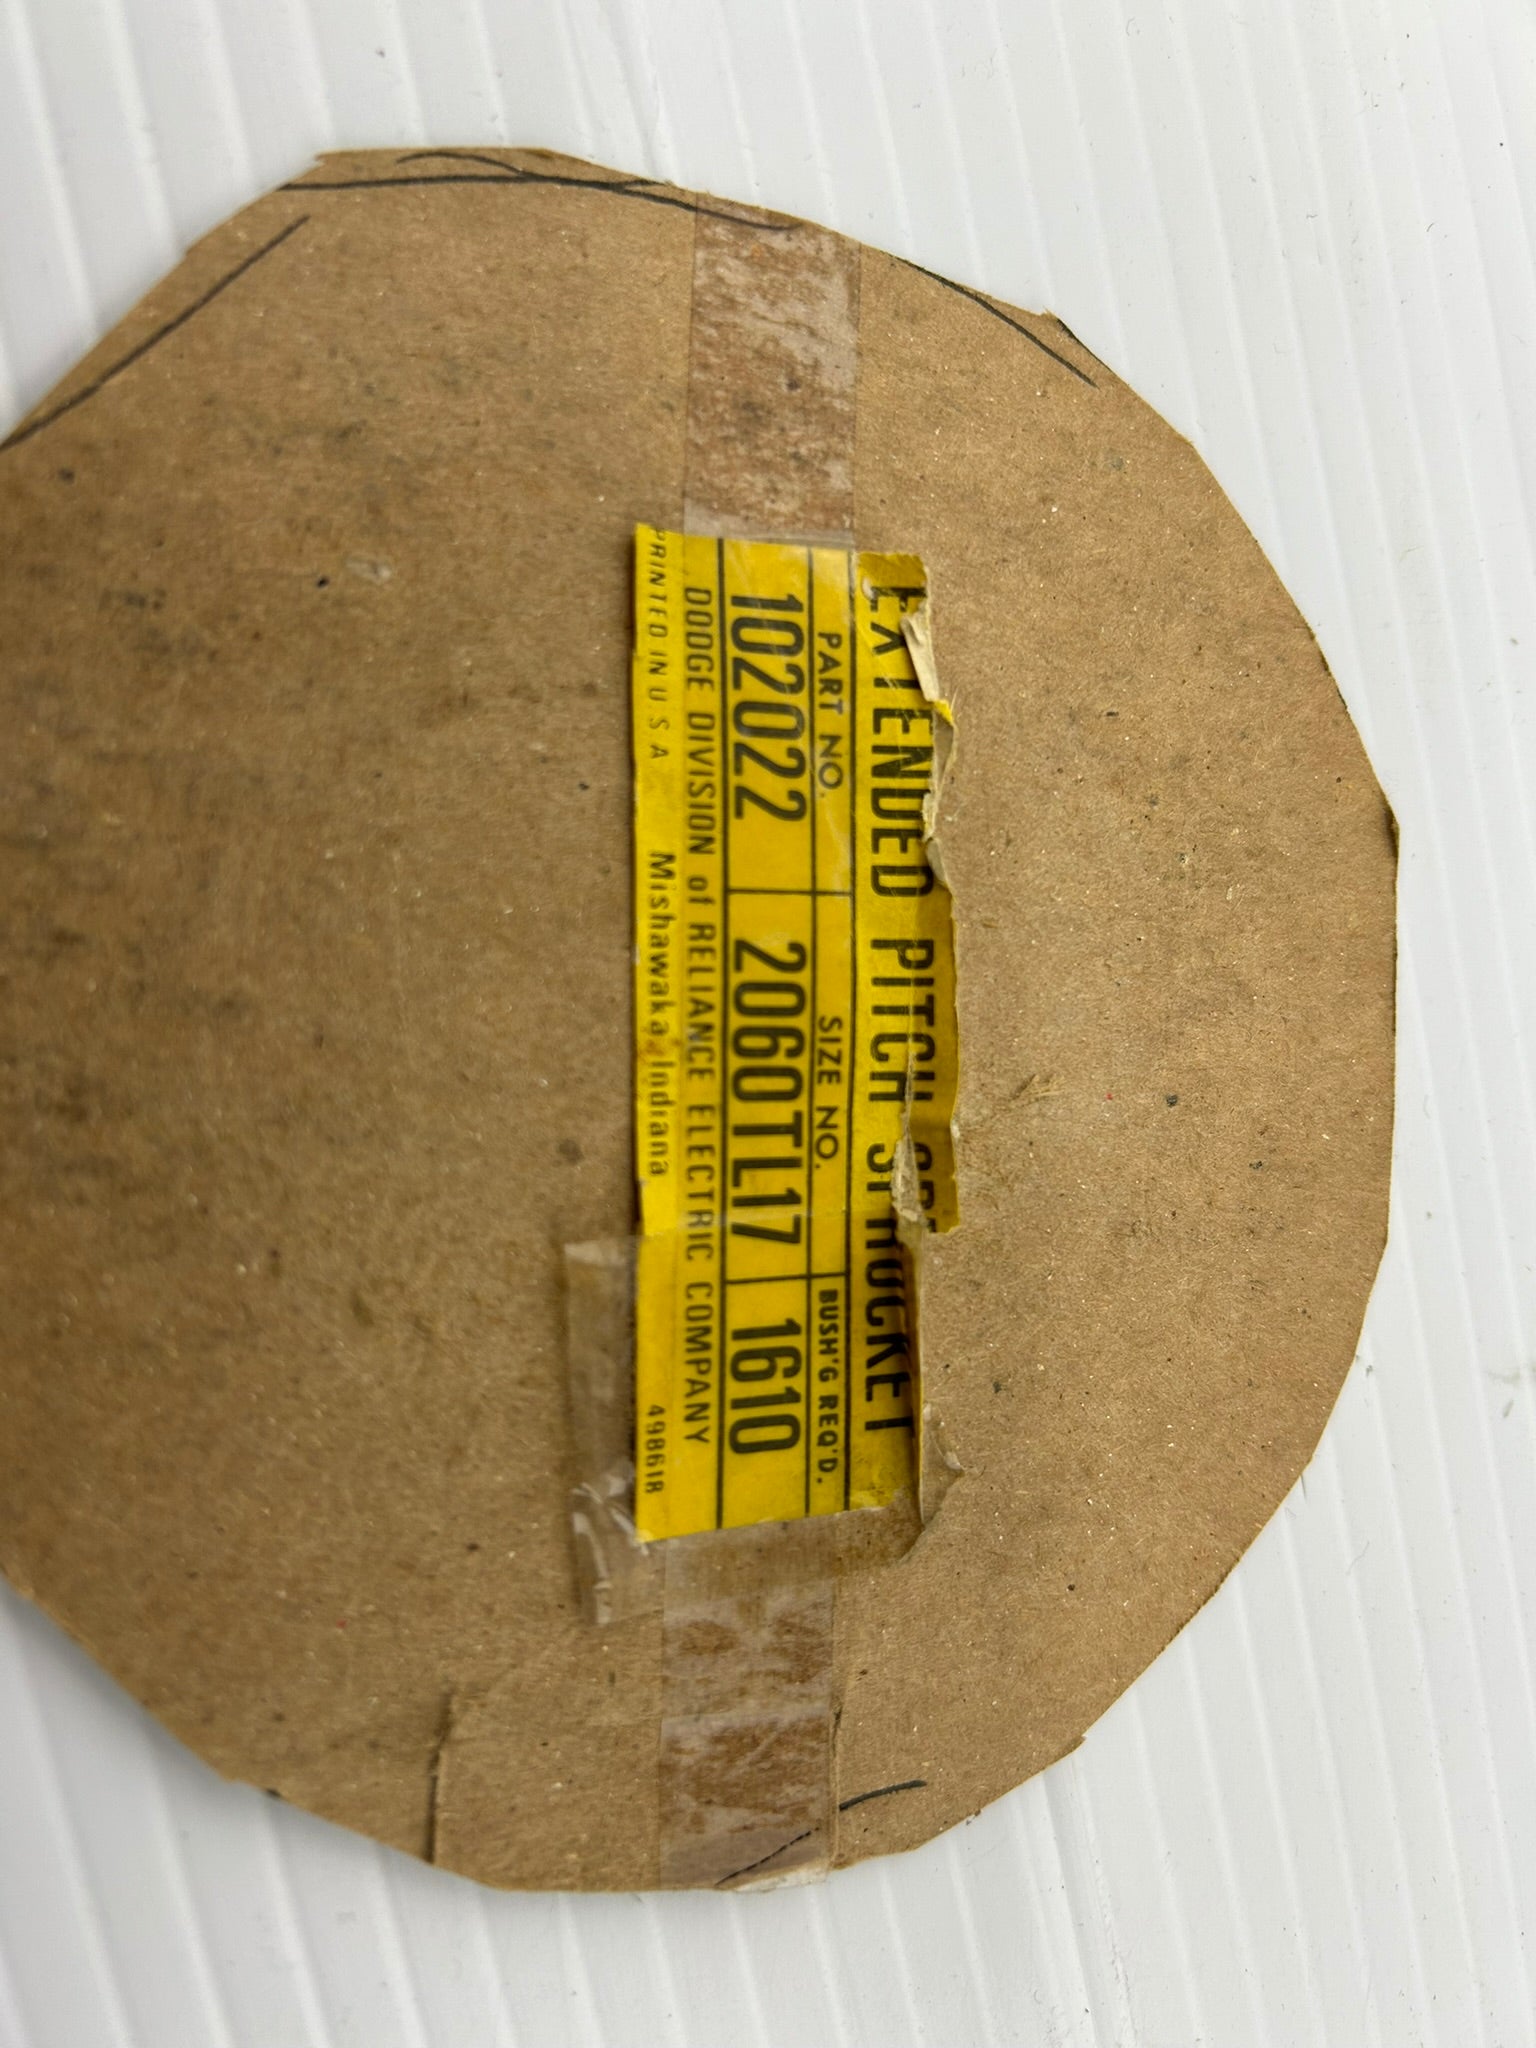 EXTENDED PITCH SPROCKET
PART NO. SIZE NO. BUSH'G REQ'D.
102022 2060TL17 1610
DODGE DIVISION of RELIANCE ELECTRIC COMPANY
PRINTED IN U.S.A Mishawaka, Indiana 498618